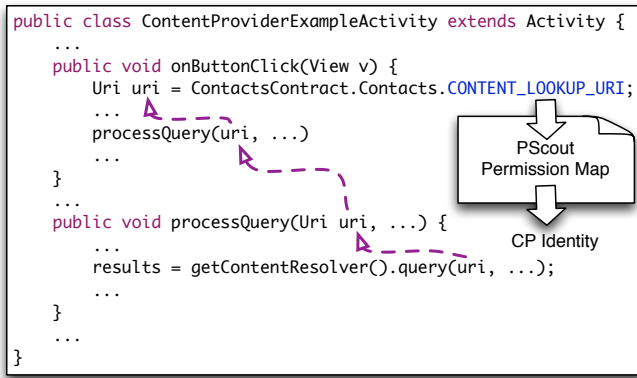 public class ContentProviderExampleActivity extends Activity {
...
public void onButtonClick(View v) {
Uri uri = ContactsContract.Contacts.CONTENT_LOOKUP_URI;
...
processQuery(uri, ...)
...
}
...
public void processQuery(Uri uri, ...) {
...
results = getContentResolver().query(uri, ...);
...
}
...
}
PScout
Permission Map
CP Identity